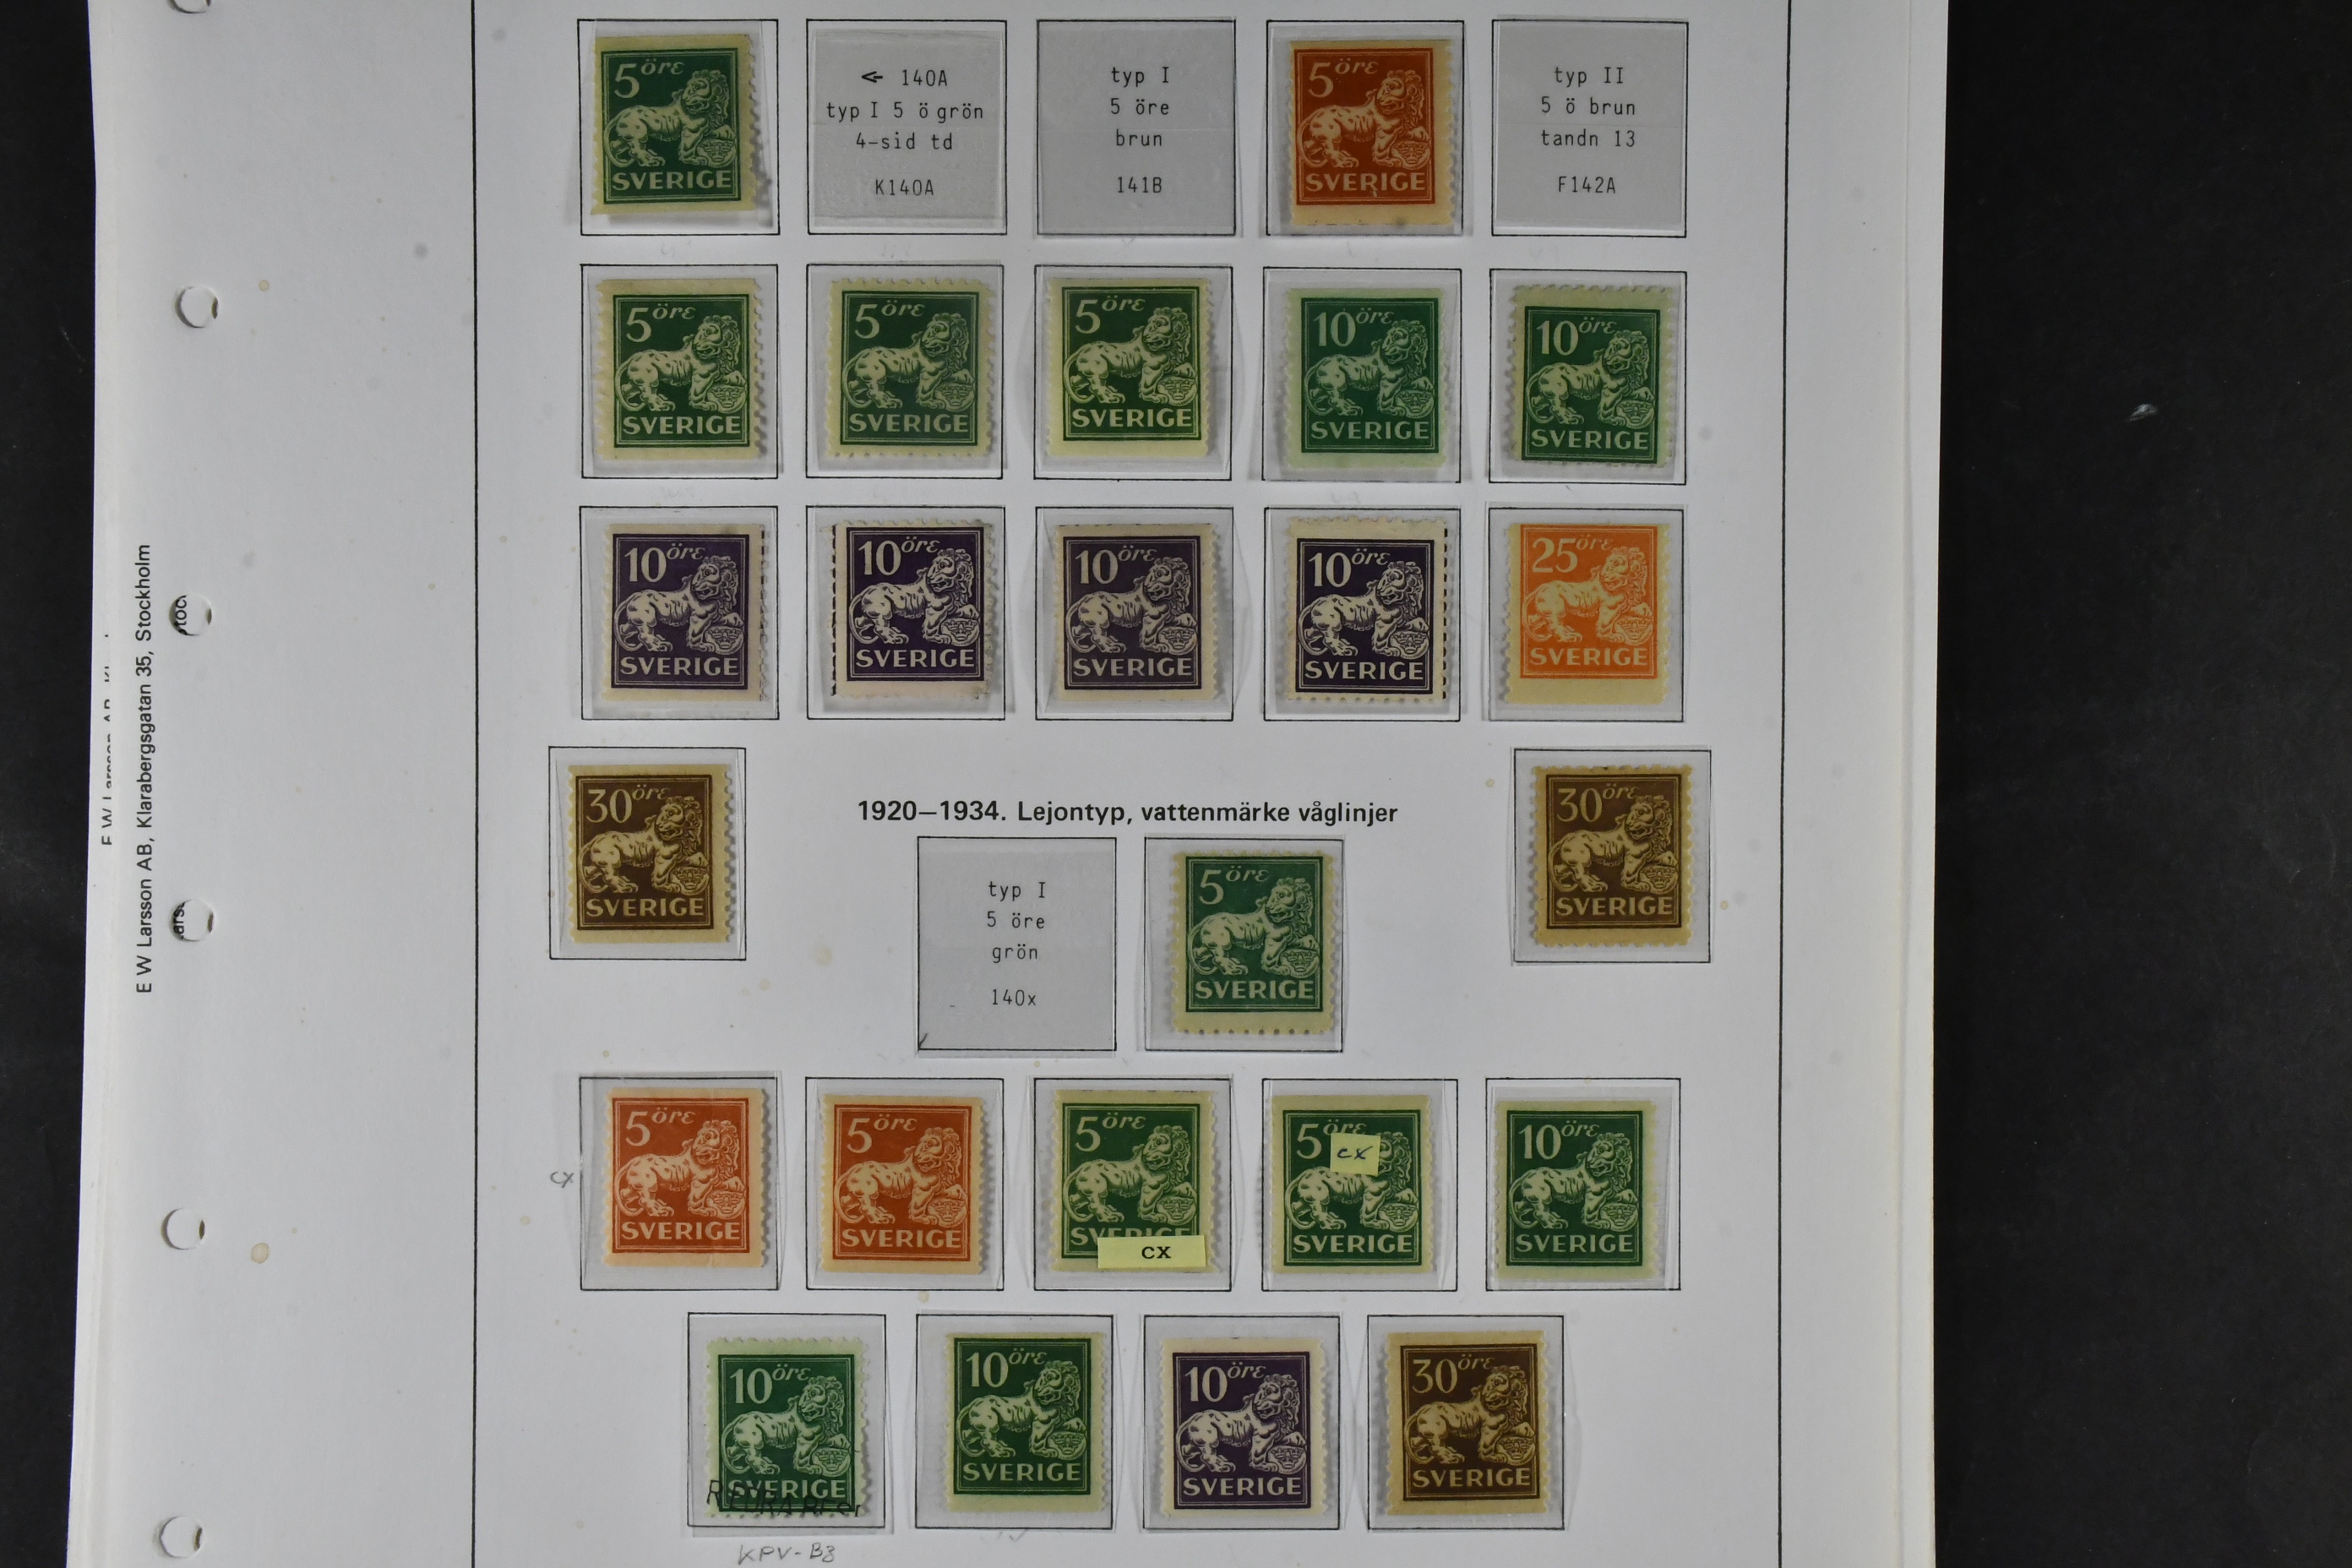 5 öre
SVERIGE
<- 140A
typ I 5 ö grön
4-sid td
K140A
typ I
5 öre
brun
141B
5 öre
SVERIGE
typ II
5 ö brun
tandn 13
F142A
5 öre
SVERIGE
5 öre
SVERIGE
5 öre
SVERIGE
10 öre
SVERIGE
10 öre
SVERIGE
10 öre
SVERIGE
10 öre
SVERIGE
10 öre
SVERIGE
10 öre
SVERIGE
25 öre
SVERIGE
30 öre
SVERIGE
1920–1934. Lejontyp, vattenmärke våglinjer
30 öre
SVERIGE
typ I
5 öre
grön
140x
5 öre
SVERIGE
cx
5 öre
SVERIGE
5 öre
SVERIGE
5 öre
SVERIGE
cx
5 öre
cx
SVERIGE
10 öre
SVERIGE
10 öre
SVERIGE
10 öre
SVERIGE
10 öre
SVERIGE
30 öre
SVERIGE
KPV-B3
E W Larsson AB, Klarabergsgatan 35, Stockholm